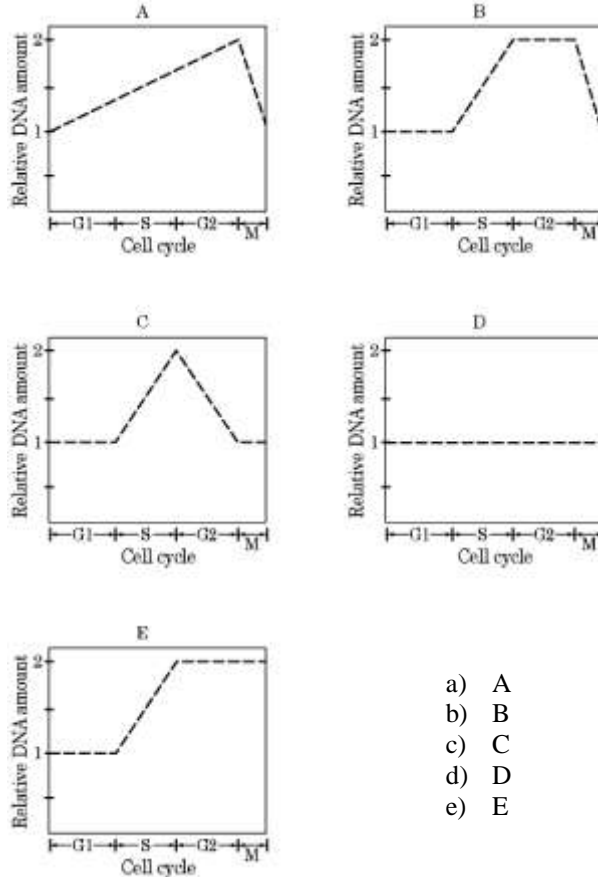 A
Relative DNA amount
2
1
G1 S G2 M
Cell cycle
B
Relative DNA amount
2
1
G1 S G2 M
Cell cycle
C
Relative DNA amount
2
1
G1 S G2 M
Cell cycle
D
Relative DNA amount
2
1
G1 S G2 M
Cell cycle
E
Relative DNA amount
2
1
G1 S G2 M
Cell cycle
a) A
b) B
c) C
d) D
e) E